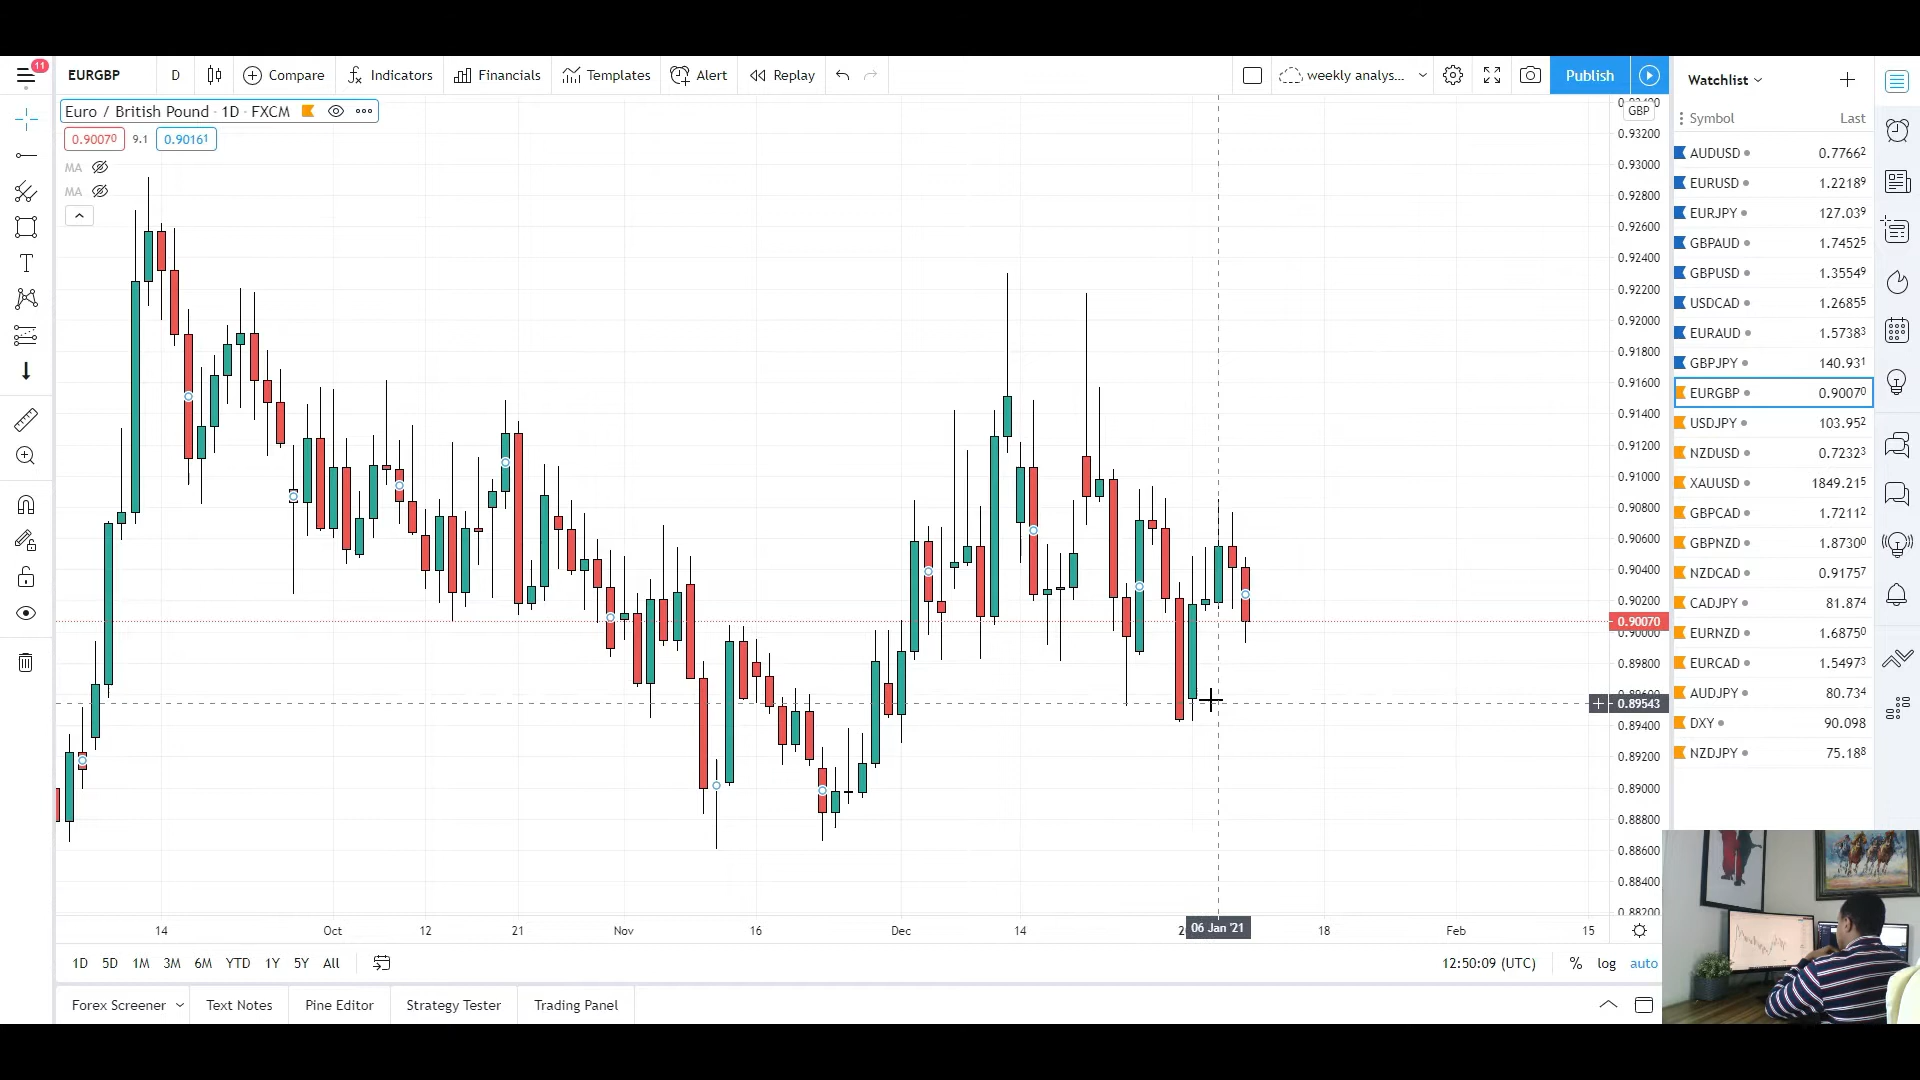 11
EURGBP D Compare Indicators Financials Templates Alert Replay weekly analys... Publish
Euro / British Pound · 1D · FXCM
0.90070 9.1 0.90161
MA
MA
GBP
0.93200
0.93000
0.92800
0.92600
0.92400
0.92200
0.92000
0.91800
0.91600
0.91400
0.91200
0.91000
0.90800
0.90600
0.90400
0.90200
0.90070
0.90000
0.89800
0.89543
0.89400
0.89200
0.89000
0.88800
0.88600
0.88400
0.88200
14 Oct 12 21 Nov 16 Dec 14 06 Jan '21 18 Feb 15
1D 5D 1M 3M 6M YTD 1Y 5Y All 12:50:09 (UTC) % log auto
Forex Screener Text Notes Pine Editor Strategy Tester Trading Panel
Watchlist
Symbol Last
AUDUSD 0.77662
EURUSD 1.22189
EURJPY 127.039
GBPAUD 1.74525
GBPUSD 1.35549
USDCAD 1.26855
EURAUD 1.57383
GBPJPY 140.931
EURGBP 0.90070
USDJPY 103.952
NZDUSD 0.72323
XAUUSD 1849.215
GBPCAD 1.72112
GBPNZD 1.87300
NZDCAD 0.91757
CADJPY 81.874
EURNZD 1.68750
EURCAD 1.54973
AUDJPY 80.734
DXY 90.098
NZDJPY 75.188